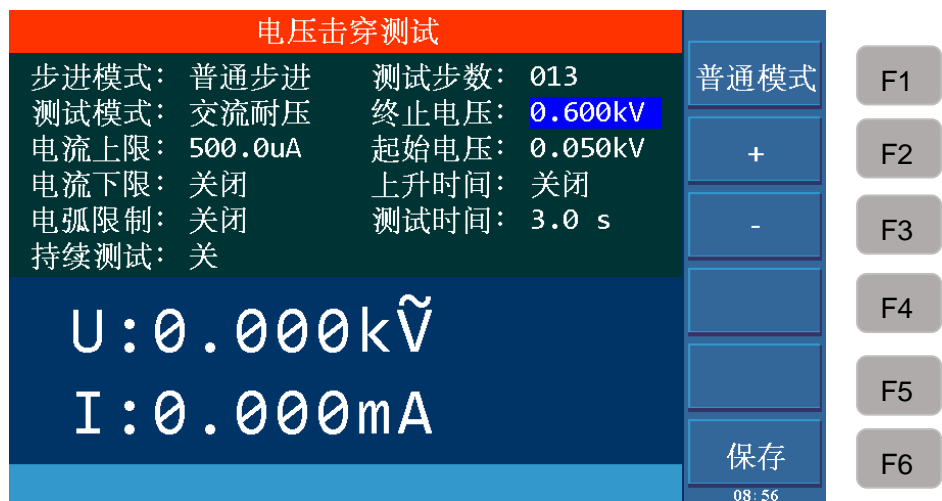 电压击穿测试
步进模式： 普通步进 测试步数： 013
测试模式： 交流耐压 终止电压： 0.600kV
电流上限： 500.0uA 起始电压： 0.050kV
电流下限： 关闭 上升时间： 关闭
电弧限制： 关闭 测试时间： 3.0 s
持续测试： 关
U:0.000kṼ
I:0.000mA
普通模式
+
-
保存
08:56
F1
F2
F3
F4
F5
F6